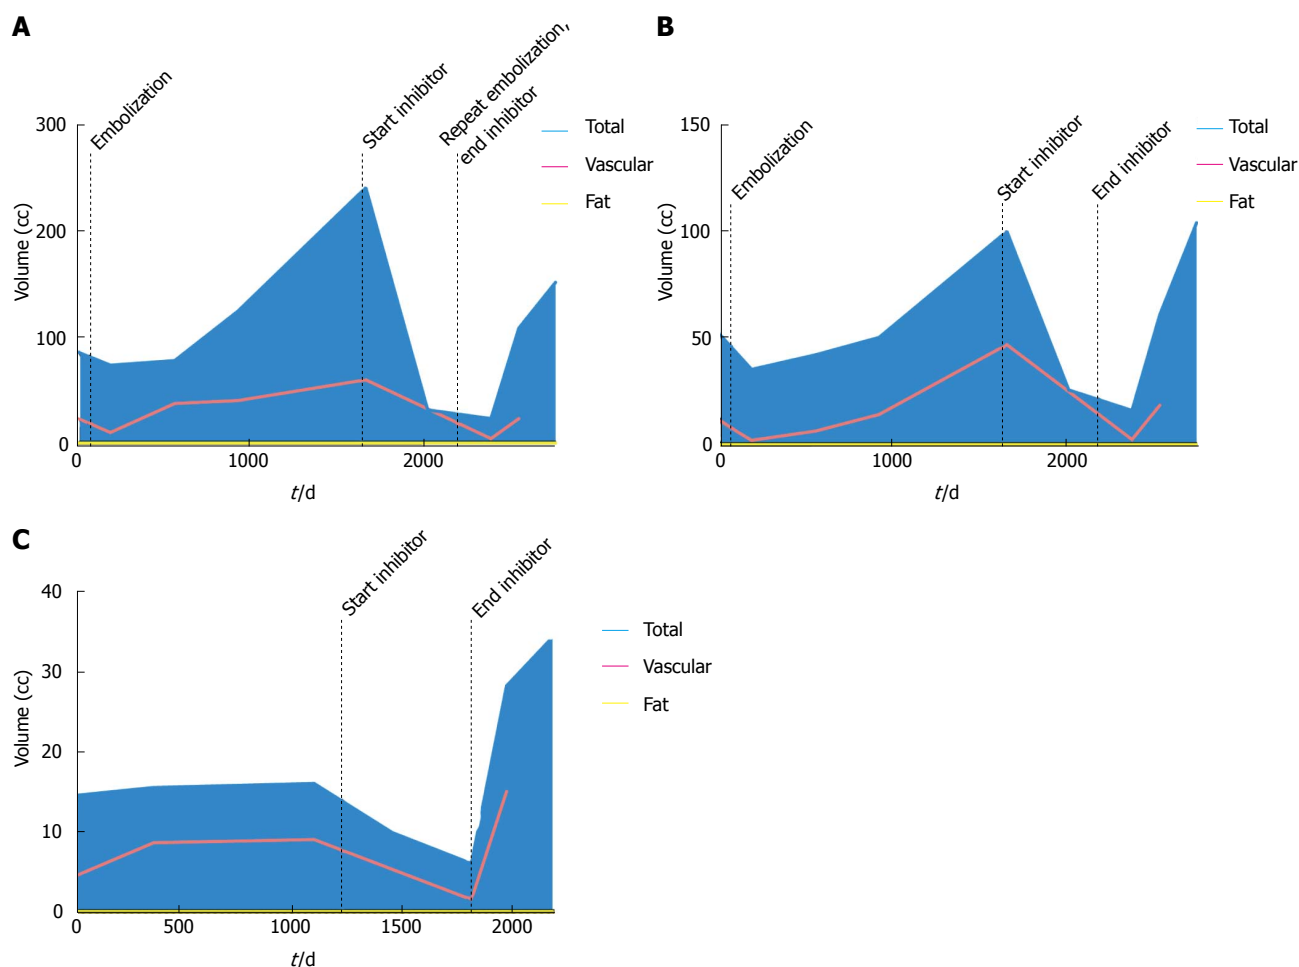 A
Embolization
Start inhibitor
Repeat embolization,
end inhibitor
Total
Vascular
Fat
Volume (cc)
300
200
100
0
0
1000
2000
t/d
B
Embolization
Start inhibitor
End inhibitor
Total
Vascular
Fat
Volume (cc)
150
100
50
0
0
1000
2000
t/d
C
Start inhibitor
End inhibitor
Total
Vascular
Fat
Volume (cc)
40
30
20
10
0
0
500
1000
1500
2000
t/d